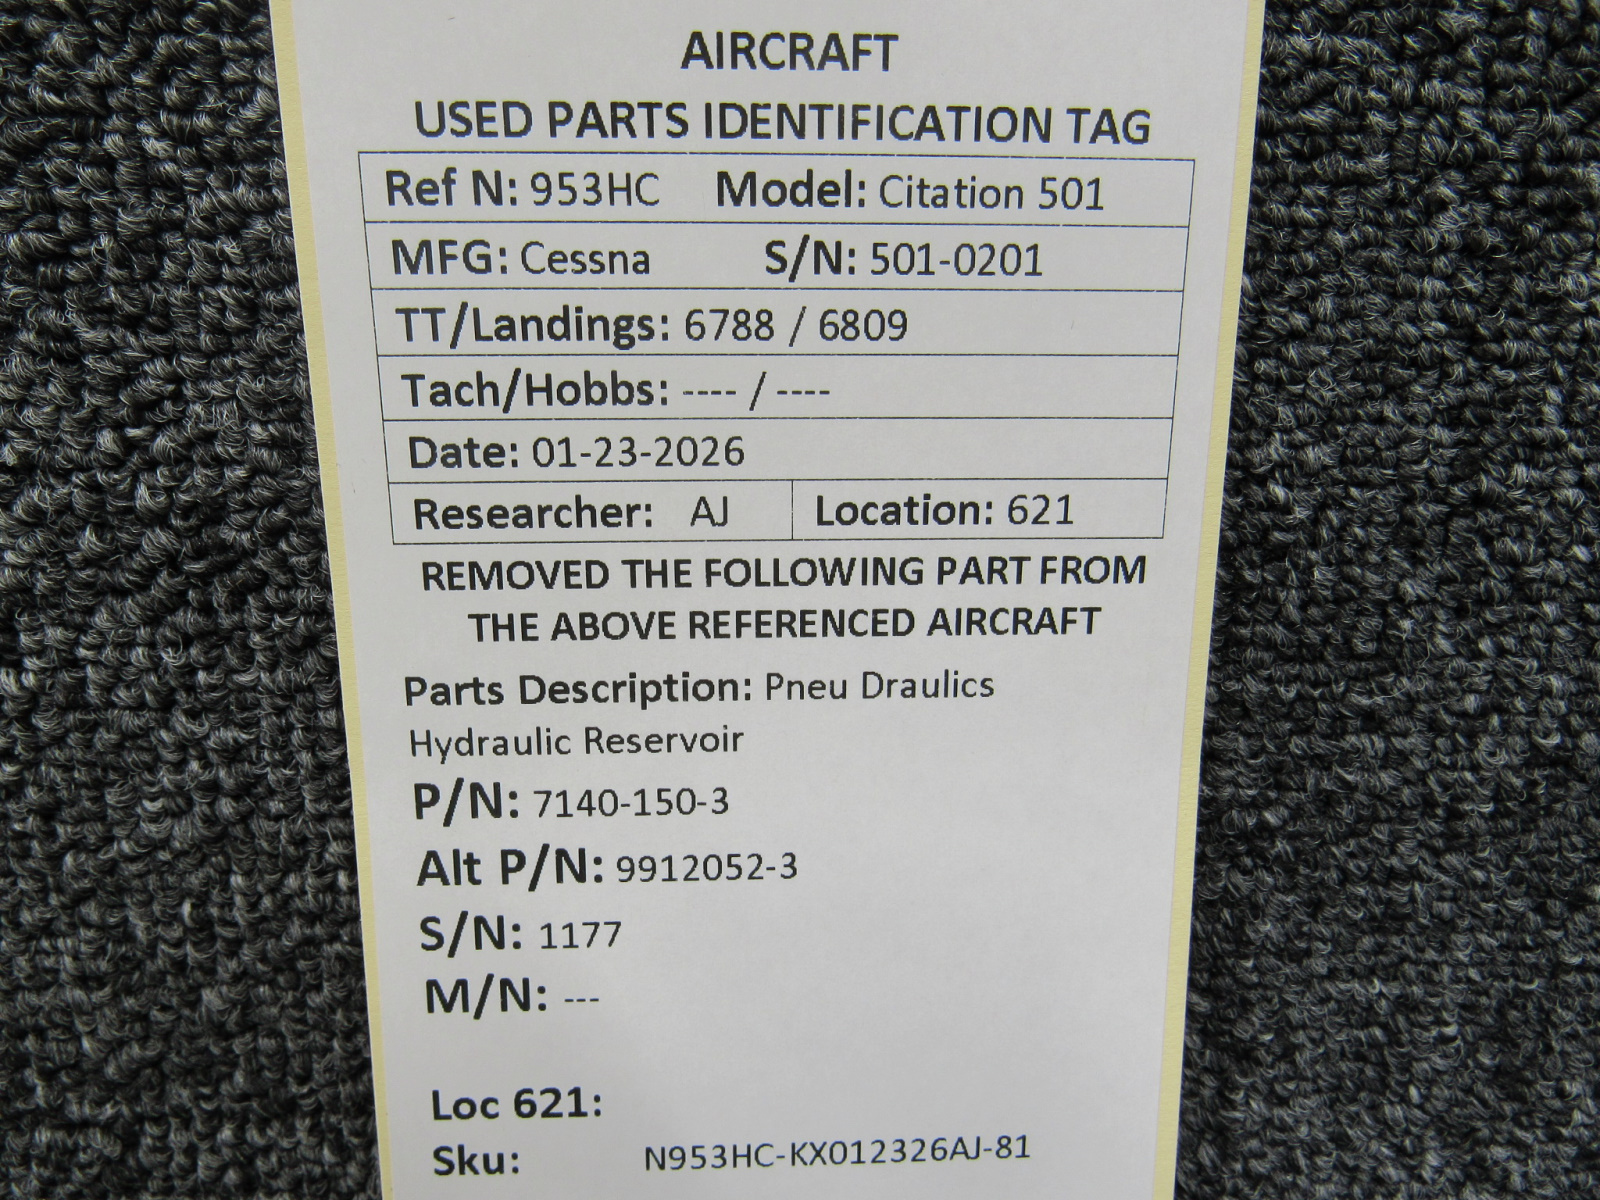 AIRCRAFT
USED PARTS IDENTIFICATION TAG
Ref N: 953HC Model: Citation 501
MFG: Cessna S/N: 501-0201
TT/Landings: 6788 / 6809
Tach/Hobbs: ---- / ----
Date: 01-23-2026
Researcher: AJ Location: 621
REMOVED THE FOLLOWING PART FROM
THE ABOVE REFERENCED AIRCRAFT
Parts Description: Pneu Draulics
Hydraulic Reservoir
P/N: 7140-150-3
Alt P/N: 9912052-3
S/N: 1177
M/N: ---
Loc 621:
Sku: N953HC-KX012326AJ-81